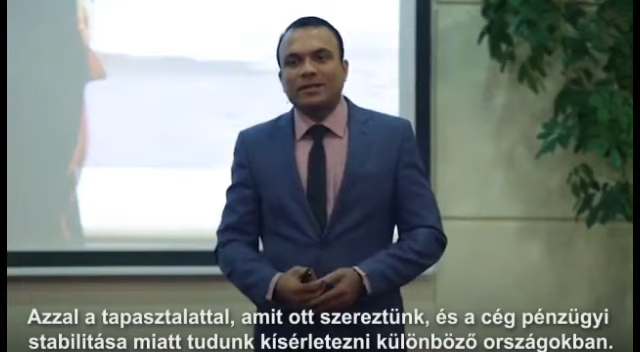 Azzal a tapasztalattal, amit ott szereztünk, és a cég pénzügyi
stabilitása miatt tudunk kísérletezni különböző országokban.